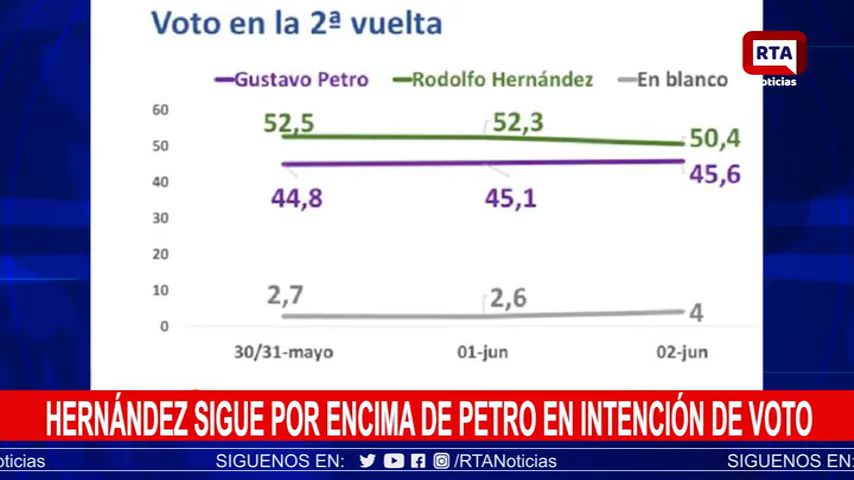 Voto en la 2ª vuelta
RTA
Noticias
Gustavo Petro Rodolfo Hernández En blanco
60
50
40
30
20
10
0
52,5 52,3 50,4
44,8 45,1 45,6
2,7 2,6 4
30/31-mayo 01-jun 02-jun
HERNÁNDEZ SIGUE POR ENCIMA DE PETRO EN INTENCIÓN DE VOTO
oticias SIGUENOS EN: /RTANoticias SIGUENOS EN: